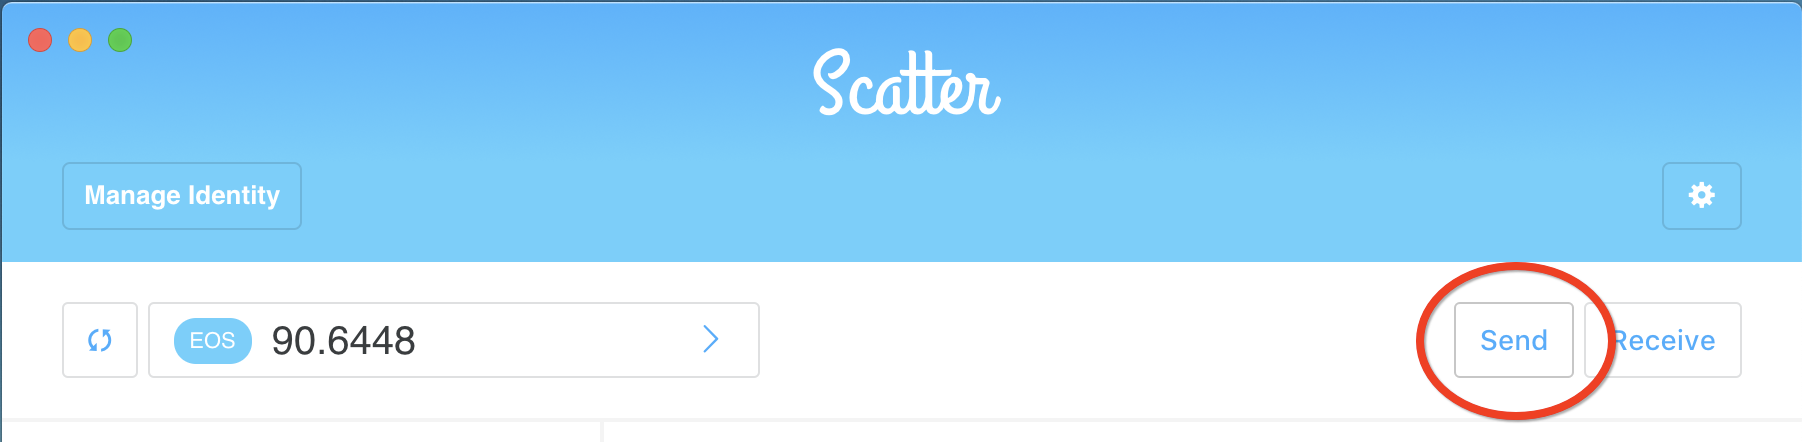 Scatter
Manage Identity
EOS 90.6448
Send Receive